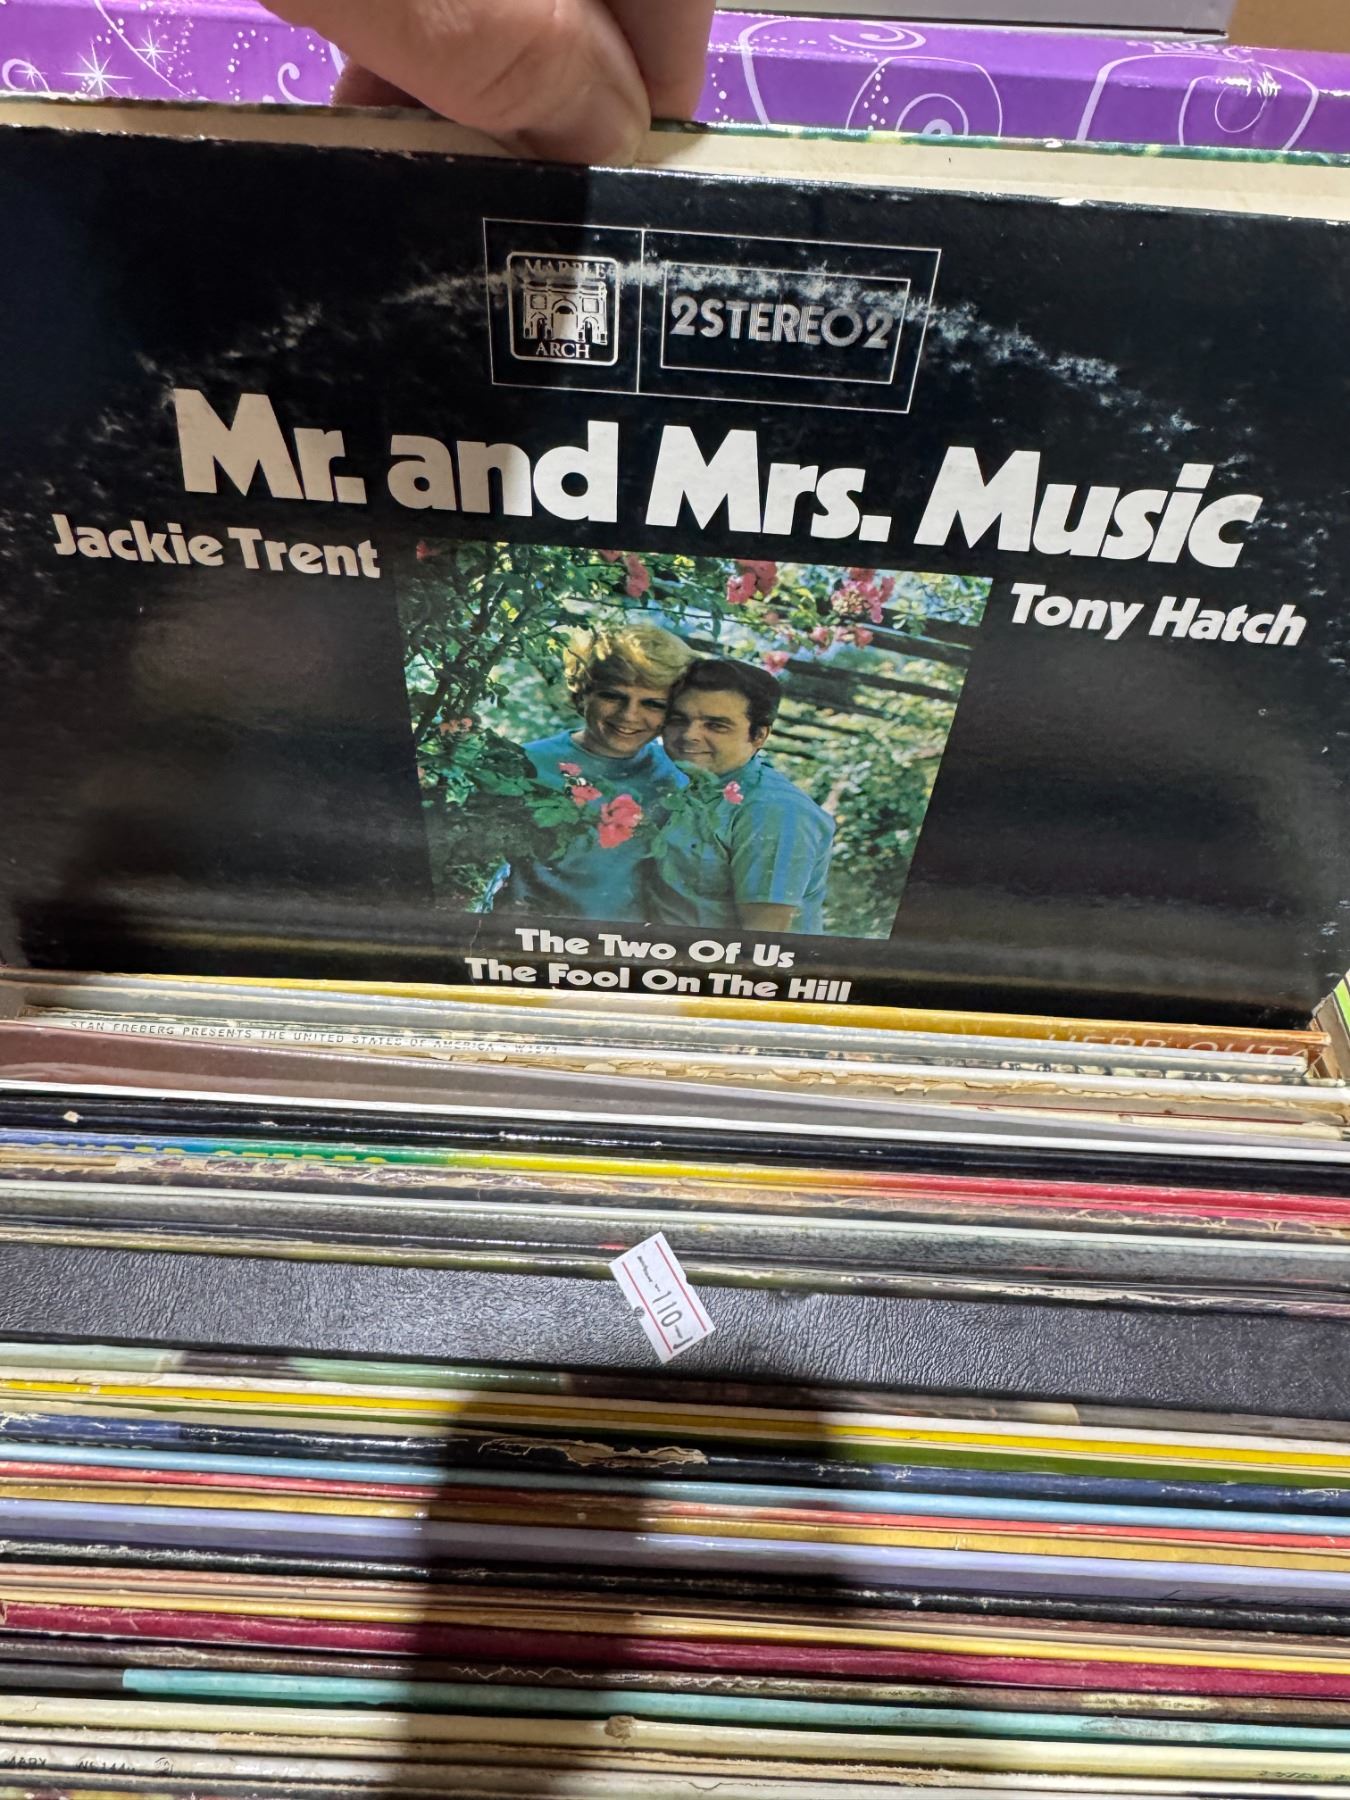 MARBLE
ARCH
2STEREO2
Mr. and Mrs. Music
Jackie Trent
Tony Hatch
The Two Of Us
The Fool On The Hill
STAN FREBERG PRESENTS THE UNITED STATES OF AMERICA